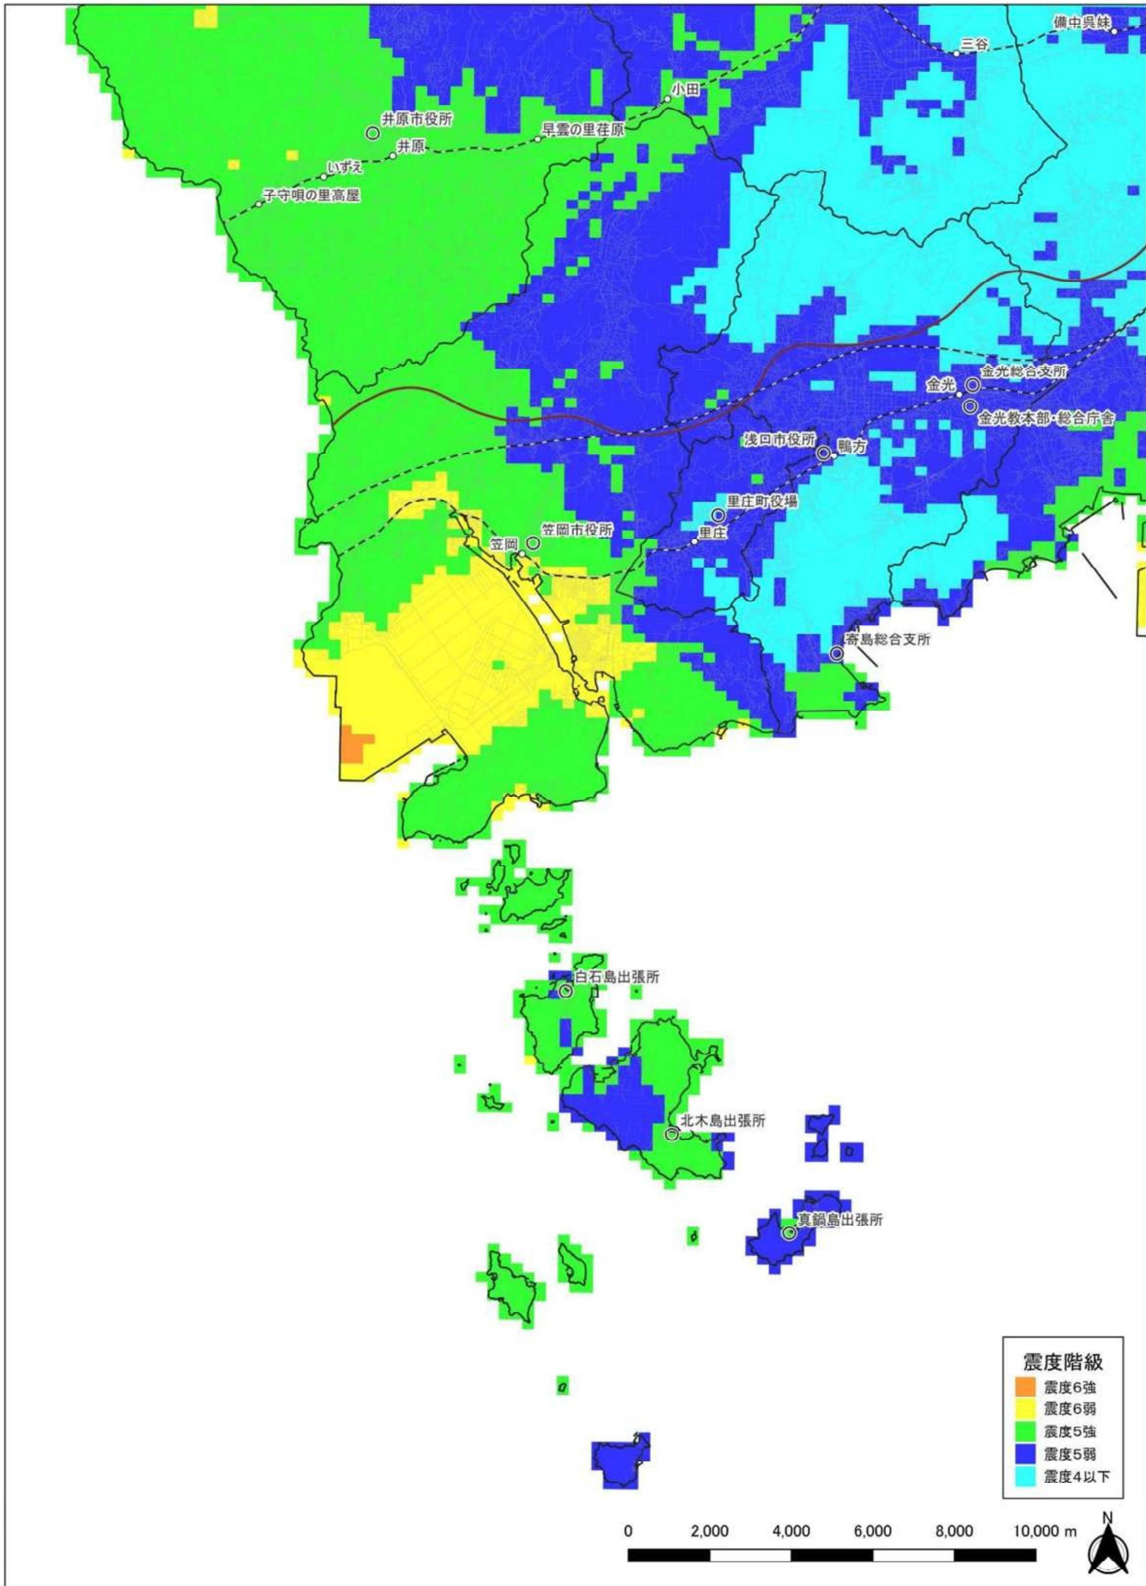 備中呉妹
三谷
小田
井原市役所
早雲の里荏原
井原
いずえ
子守唄の里高屋
金光総合支所
金光
金光教本部・総合庁舎
浅口市役所
鴨方
里庄町役場
里庄
笠岡市役所
笠岡
寄島総合支所
白石島出張所
北木島出張所
真鍋島出張所
震度階級
震度6強
震度6弱
震度5強
震度5弱
震度4以下
N
0 2,000 4,000 6,000 8,000 10,000 m